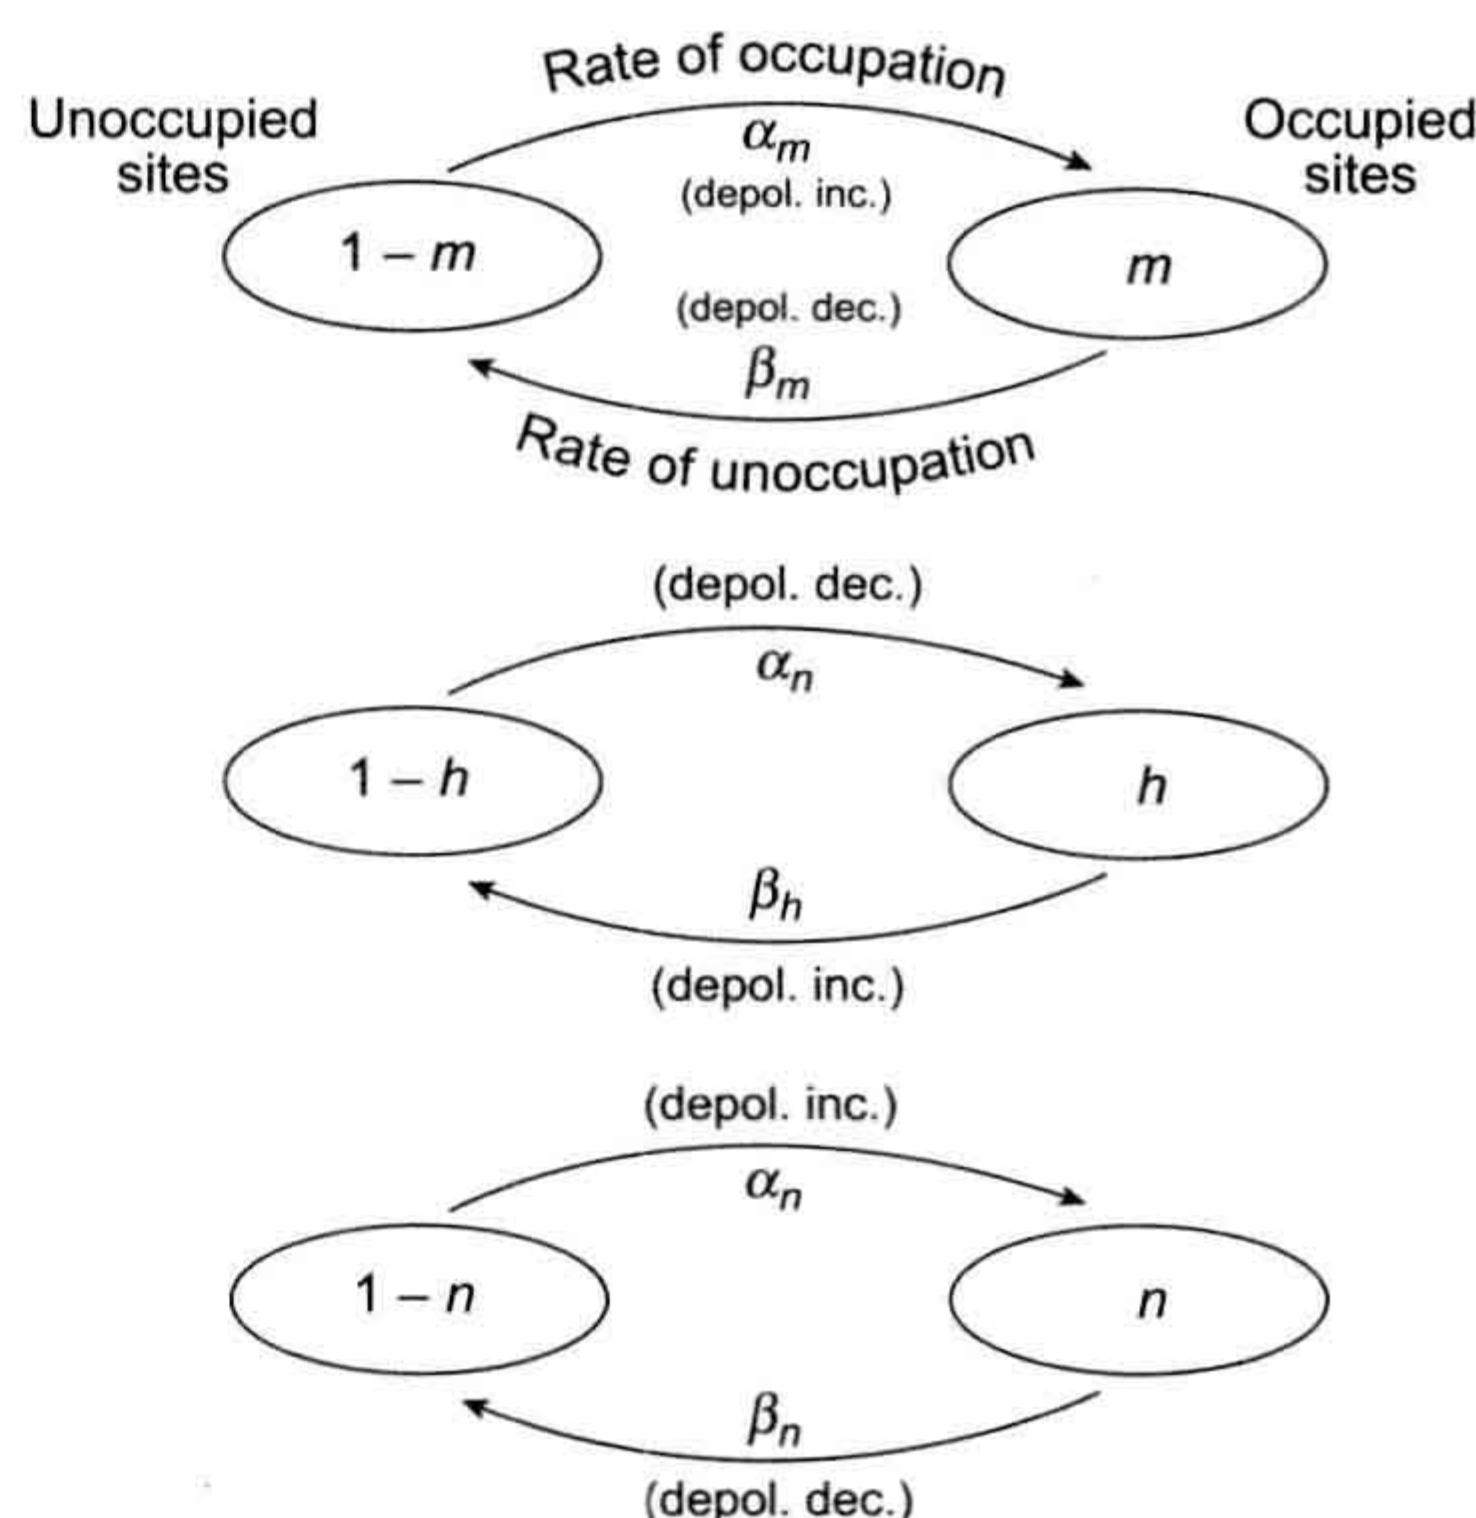 Rate of occupation
Unoccupied
sites
αm
(depol. inc.)
Occupied
sites
1 – m
m
(depol. dec.)
βm
Rate of unoccupation
(depol. dec.)
αn
1 – h
h
βh
(depol. inc.)
(depol. inc.)
αn
1 – n
n
βn
(depol. dec.)